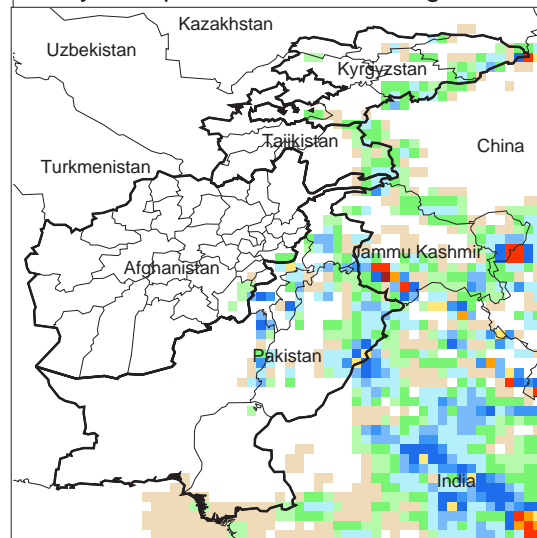 Kazakhstan
Uzbekistan
Kyrgyzstan
Tajikistan
China
Turkmenistan
Jammu Kashmir
Afghanistan
Pakistan
India